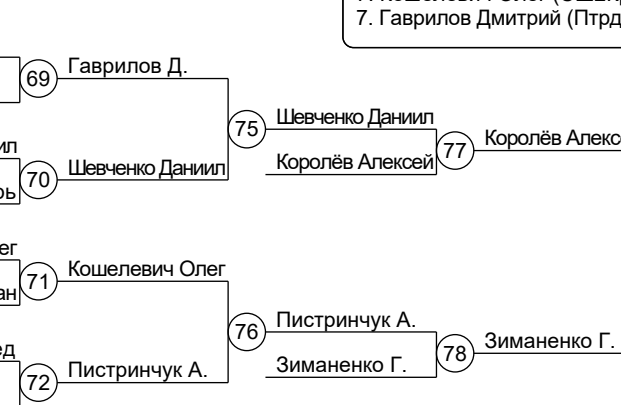 7. Гаврилов Дмитрий (Птрд
69
Гаврилов Д.
75
Шевченко Даниил
Королёв Алексей
77
70
Шевченко Даниил
71
Кошелевич Олег
76
Пистринчук А.
Зиманенко Г.
78
Зиманенко Г.
72
Пистринчук А.